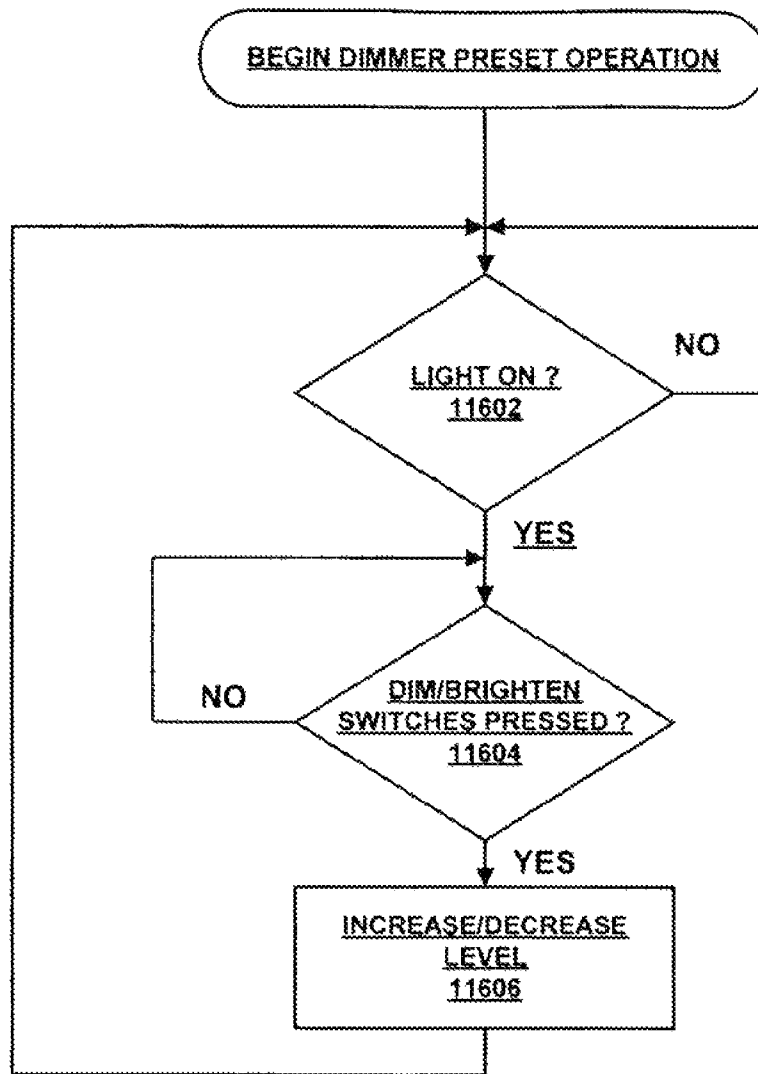 BEGIN DIMMER PRESET OPERATION
LIGHT ON ?
11602
NO
YES
DIM/BRIGHTEN
SWITCHES PRESSED ?
11604
NO
YES
INCREASE/DECREASE
LEVEL
11606